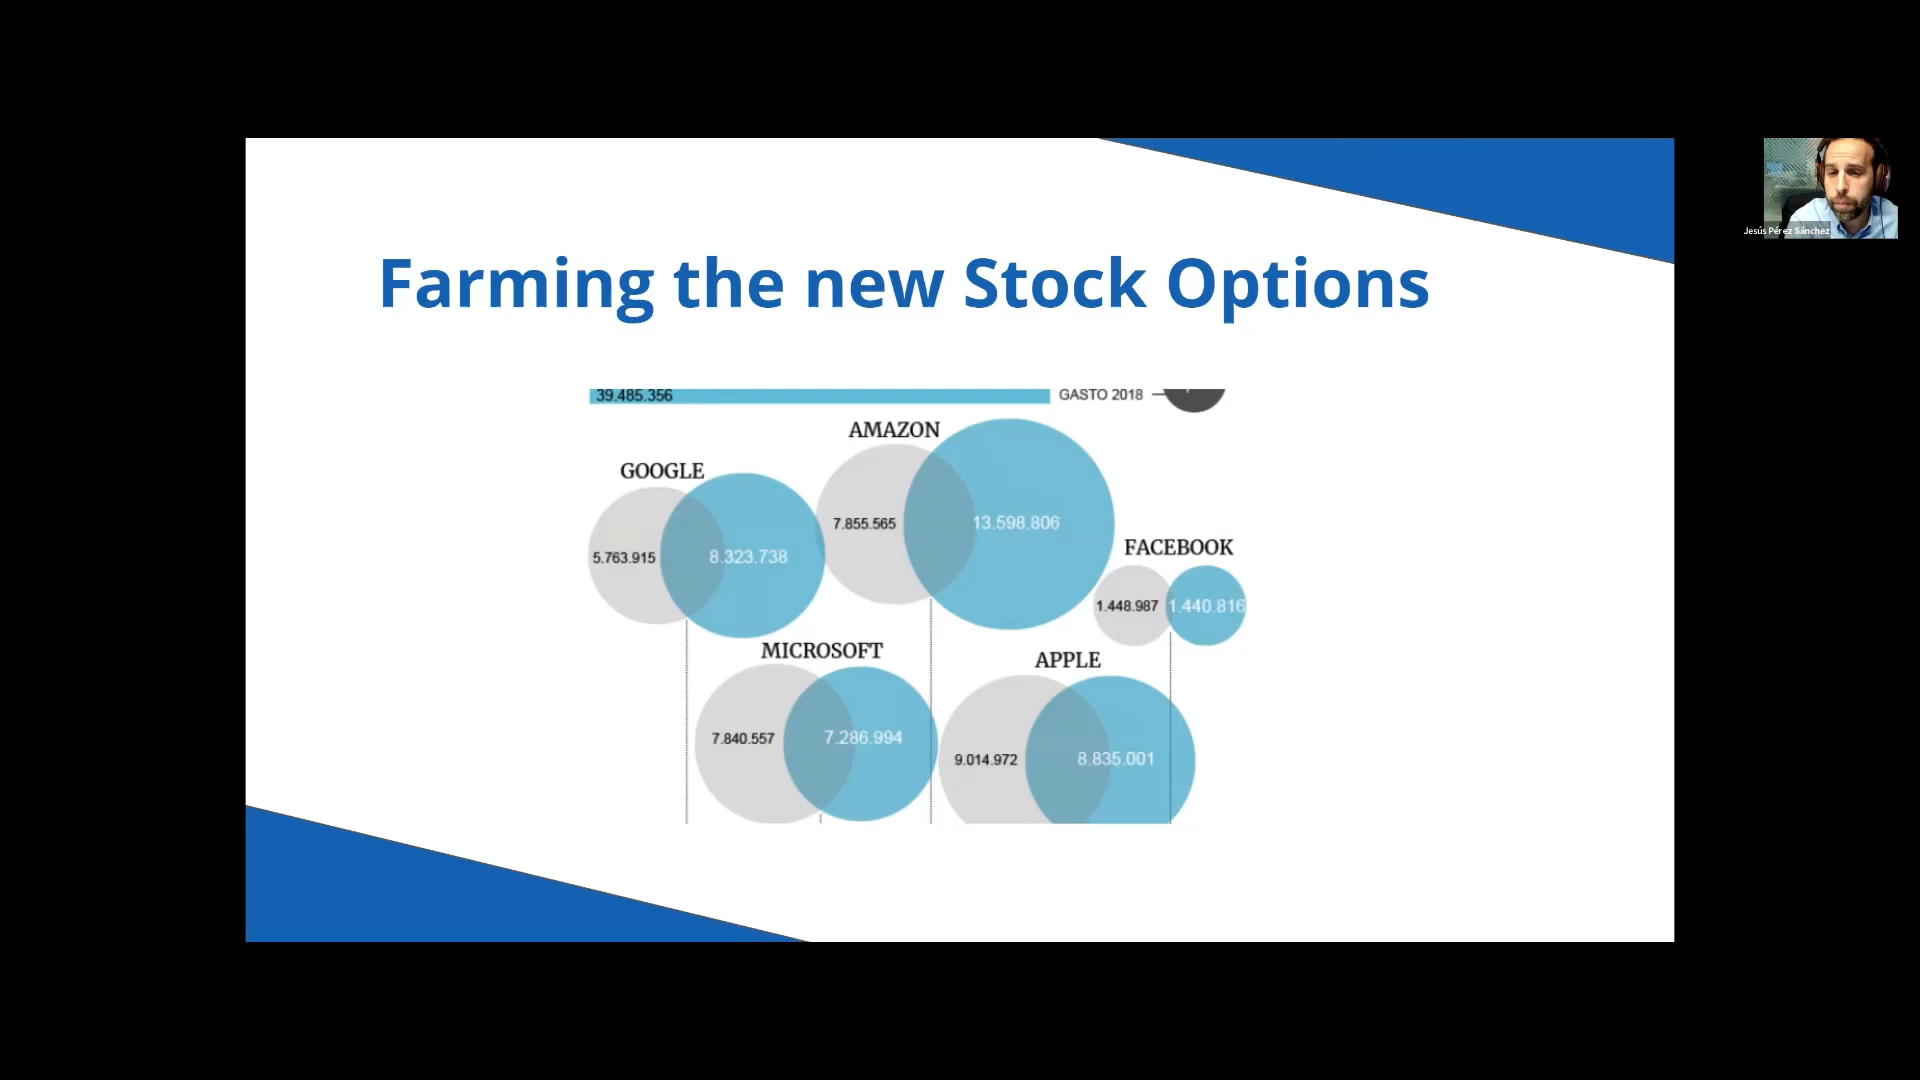 Farming the new Stock Options
39.485.356
GASTO 2018
AMAZON
GOOGLE
7.855.565
13.598.806
FACEBOOK
5.763.915
8.323.738
1.448.987
1.440.816
MICROSOFT
APPLE
7.840.557
7.286.994
9.014.972
8.835.001
Jesús Pérez Sánchez